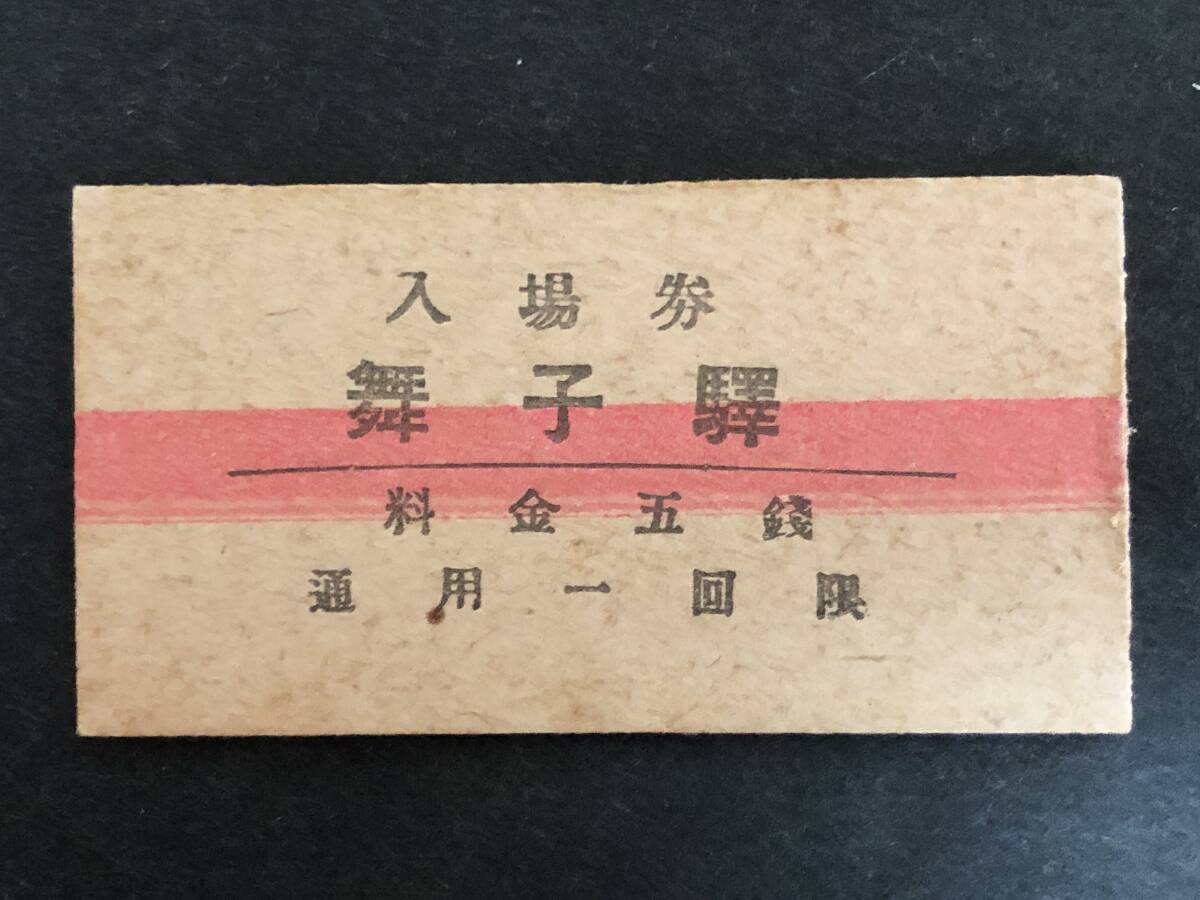 入場券
舞子驛
料金五錢
通用一回限